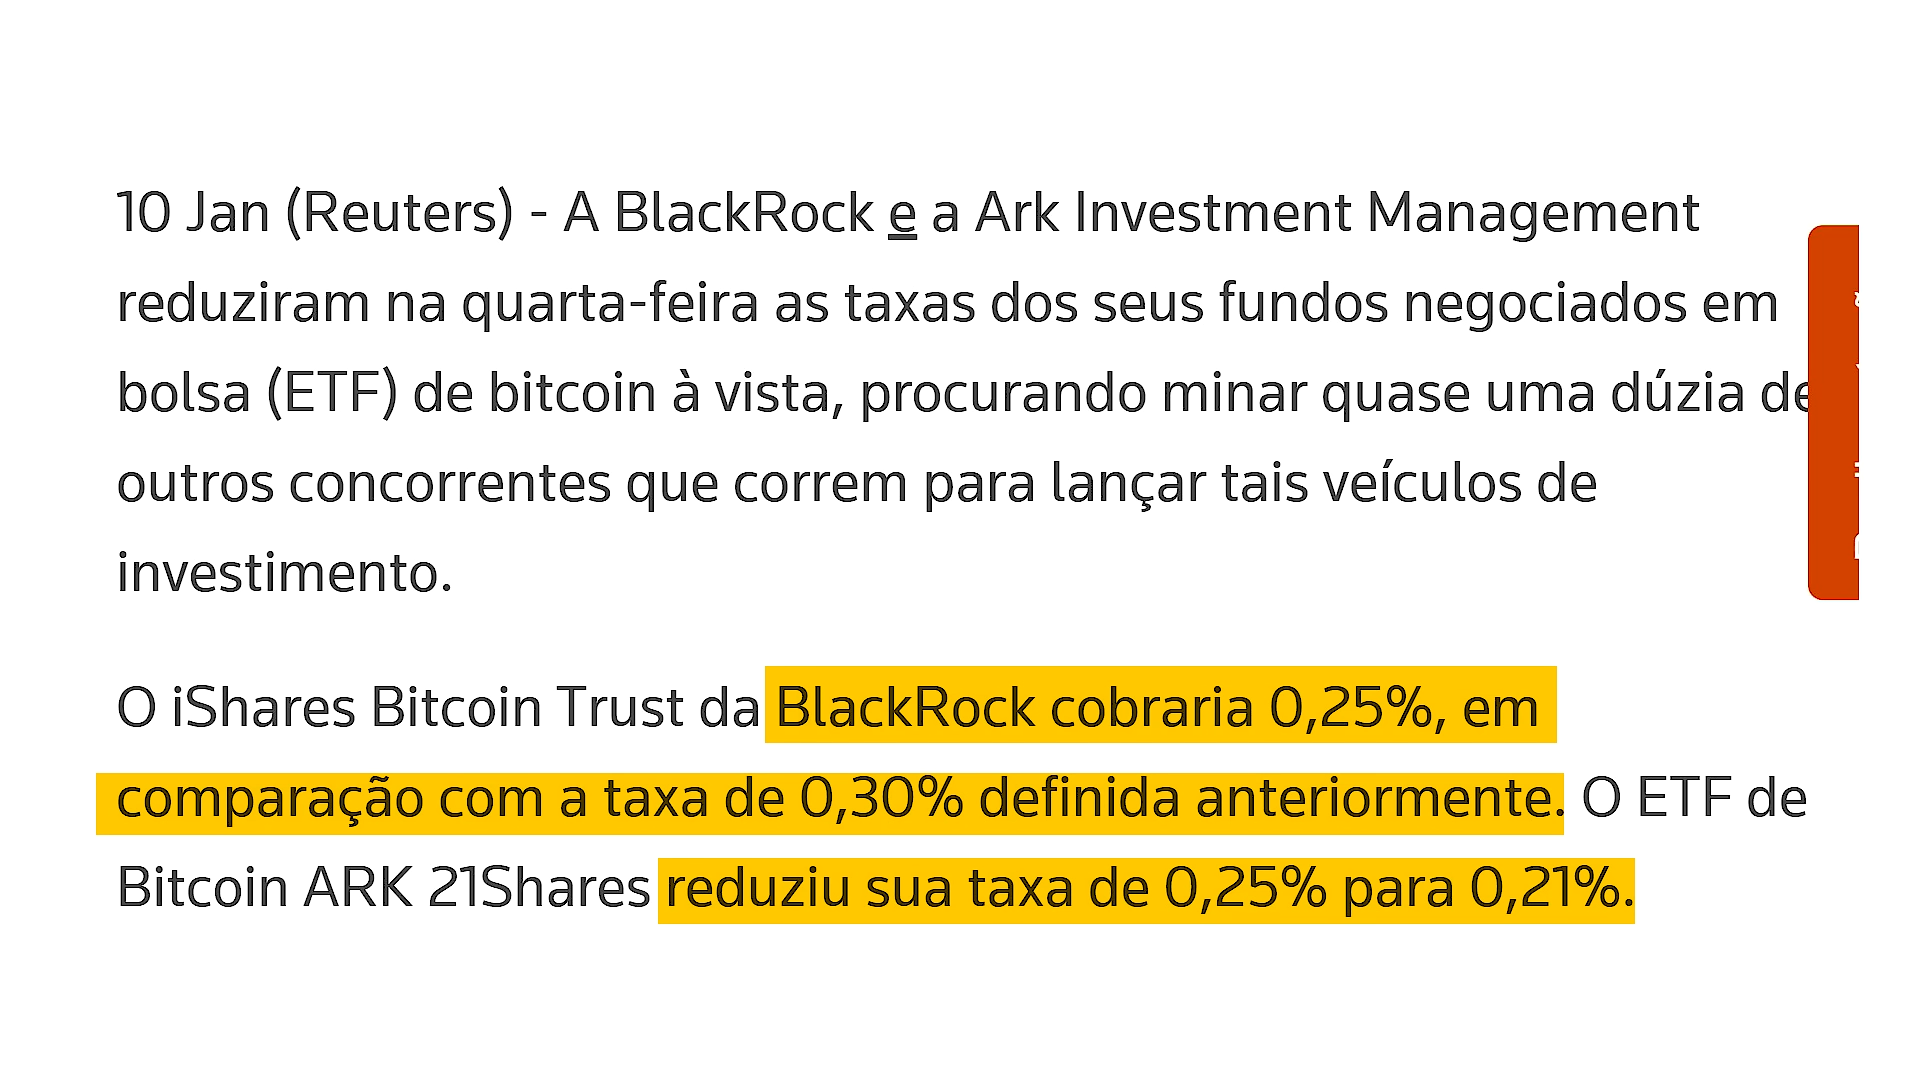 10 Jan (Reuters) - A BlackRock e a Ark Investment Management
reduziram na quarta-feira as taxas dos seus fundos negociados em
bolsa (ETF) de bitcoin à vista, procurando minar quase uma dúzia de
outros concorrentes que correm para lançar tais veículos de
investimento.
O iShares Bitcoin Trust da BlackRock cobraria 0,25%, em
comparação com a taxa de 0,30% definida anteriormente. O ETF de
Bitcoin ARK 21Shares reduziu sua taxa de 0,25% para 0,21%.